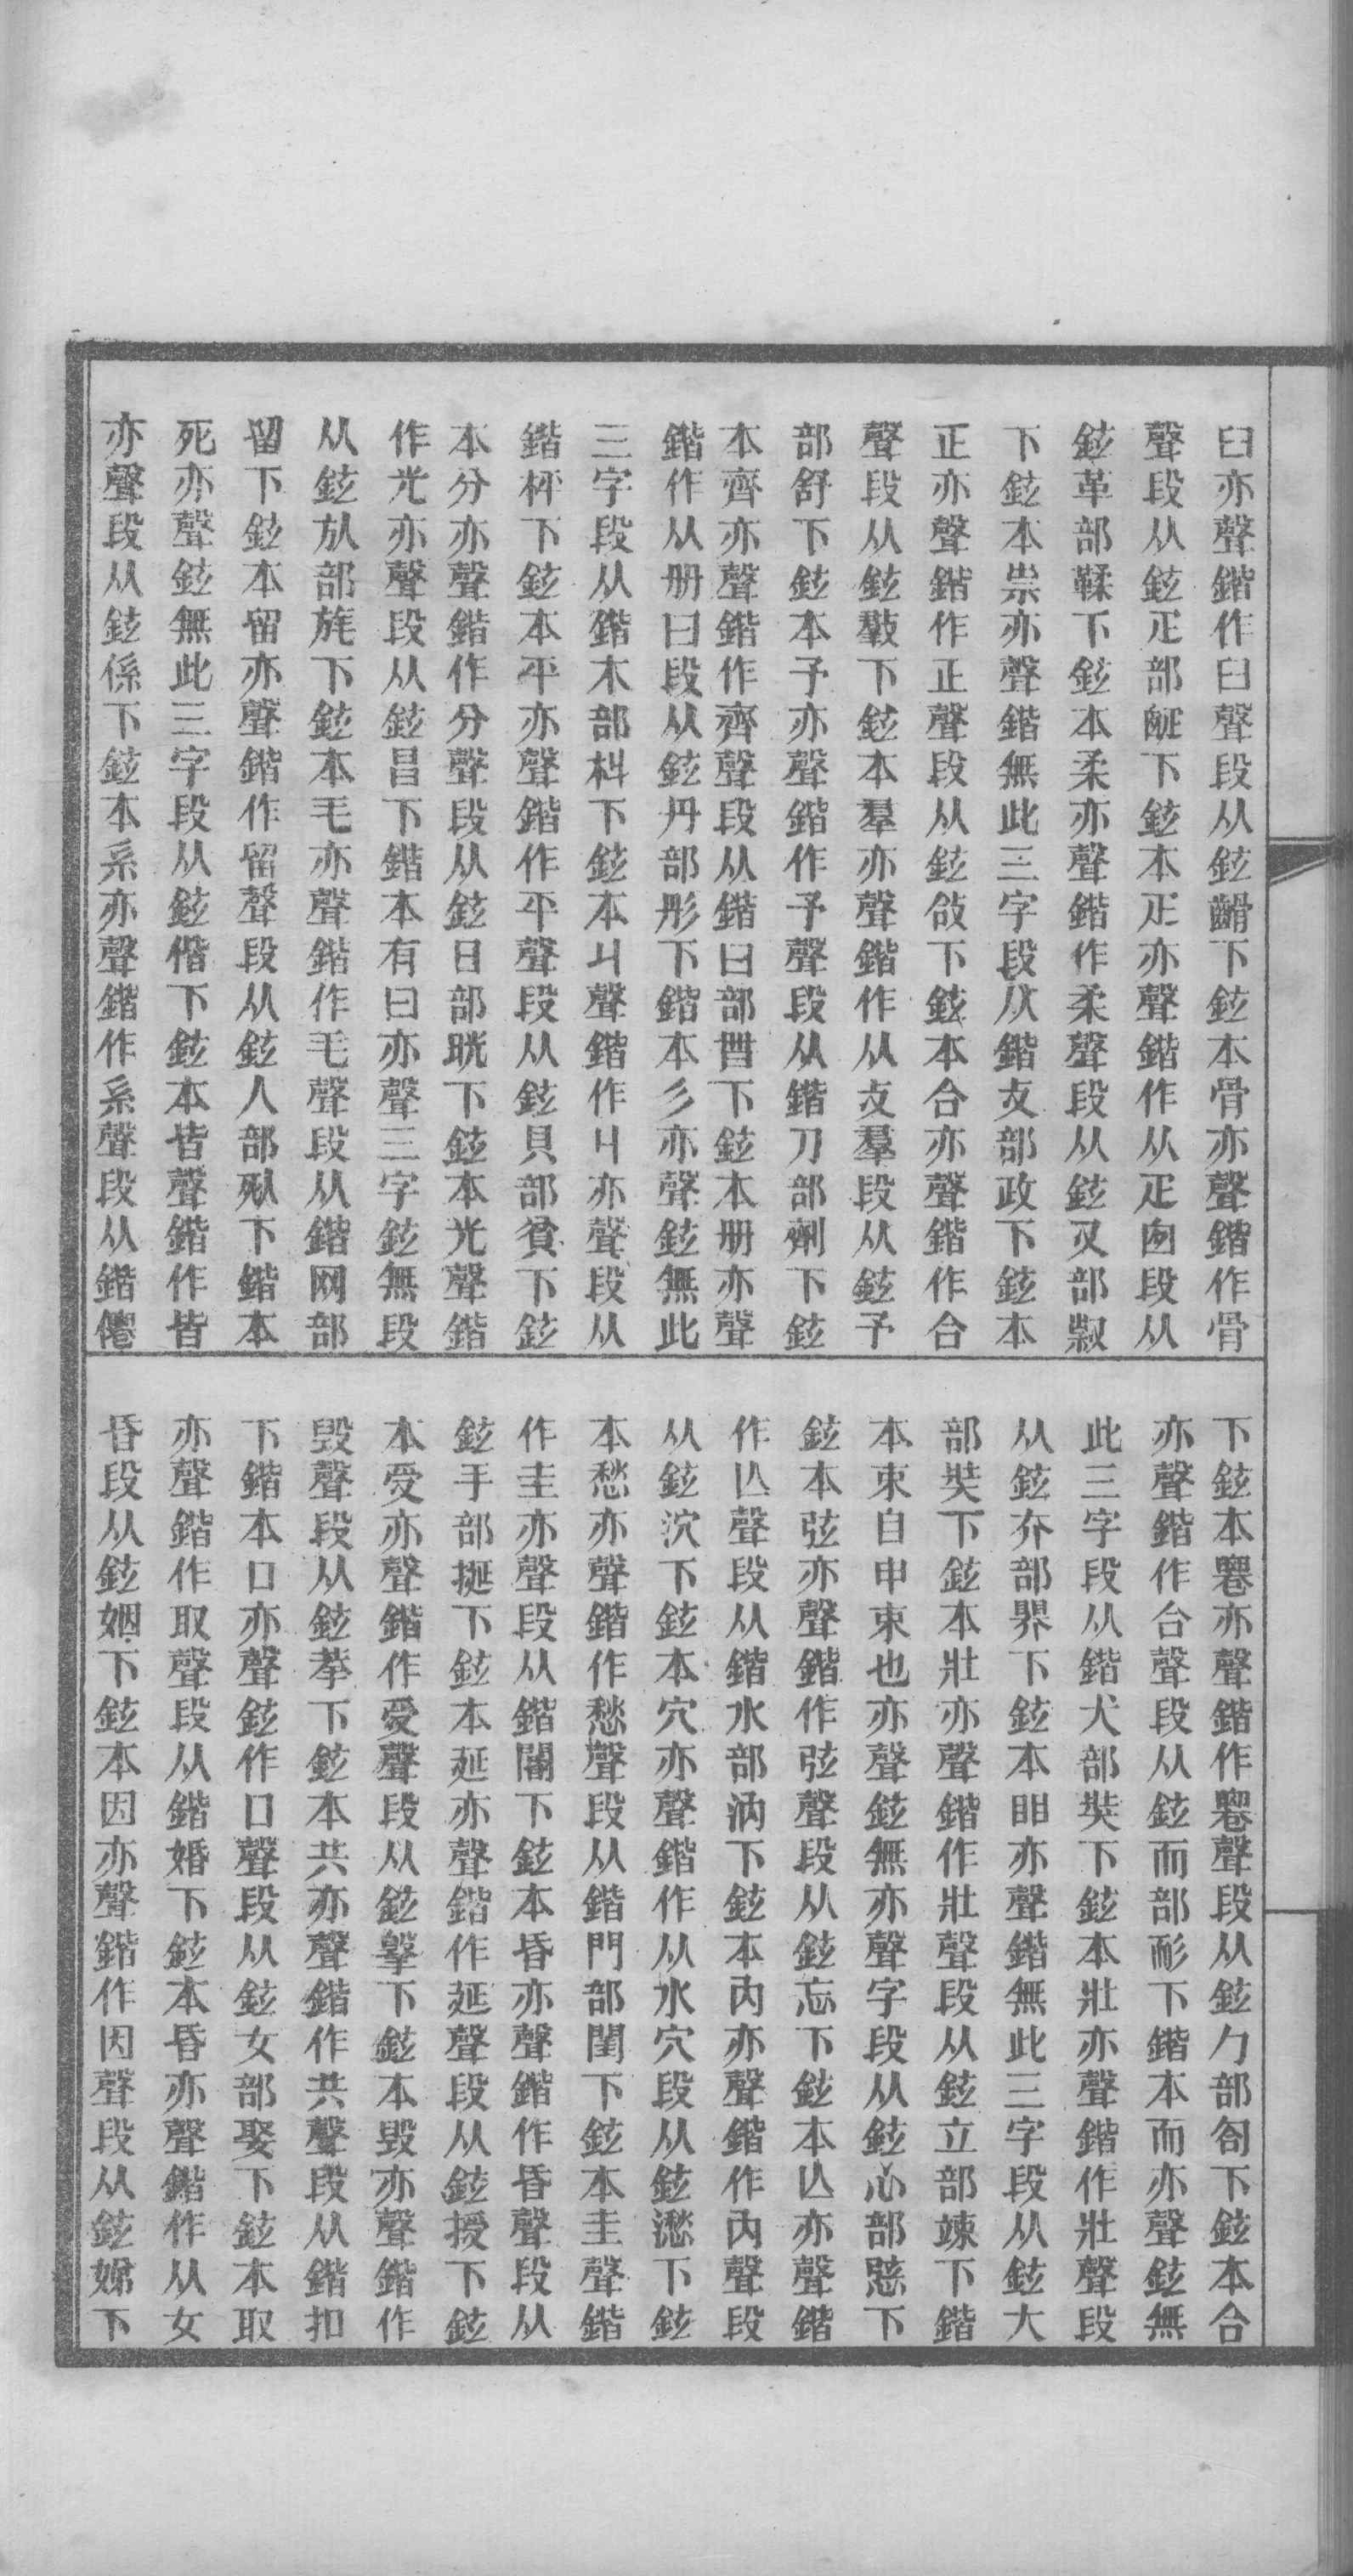 臼亦聲鍇作臼聲段从鉉䶪下鉉本骨亦聲鍇作骨
聲段从鉉疋部䟽下鉉本疋亦聲鍇作从疋囪段从
鉉革部鞣下鉉本柔亦聲鍇作柔聲段从鉉又部𠭥
下鉉本祟亦聲鍇無此三字段从鍇攴部政下鉉本
正亦聲鍇作正聲段从鉉敆下鉉本合亦聲鍇作合
聲段从鉉𢽏下鉉本羣亦聲鍇作从攴羣段从鉉予
部舒下鉉本予亦聲鍇作予聲段从鍇刀部劑下鉉
本齊亦聲鍇作齊聲段从鍇曰部𠕋下鉉本册亦聲
鍇作从册曰段从鉉丹部彤下鍇本彡亦聲鉉無此
三字段从鍇木部朻下鉉本丩聲鍇作丩亦聲段从
鍇枰下鉉本平亦聲鍇作平聲段从鉉貝部貧下鉉
本分亦聲鍇作分聲段从鉉日部晄下鉉本光聲鍇
作光亦聲段从鉉昌下鍇本有曰亦聲三字鉉無段
从鉉㫃部旄下鉉本毛亦聲鍇作毛聲段从鍇网部
留下鉉本留亦聲鍇作留聲段从鉉人部㐽下鍇本
死亦聲鉉無此三字段从鉉偕下鉉本皆聲鍇作皆
亦聲段从鉉係下鉉本系亦聲鍇作系聲段从鍇僊
下鉉本䙴亦聲鍇作䙴聲段从鉉勹部匌下鉉本合
亦聲鍇作合聲段从鉉而部耏下鍇本而亦聲鉉無
此三字段从鍇犬部奘下鉉本壯亦聲鍇作壯聲段
从鉉夰部界下鉉本䀠亦聲鍇無此三字段从鉉大
部奘下鉉本壯亦聲鍇作壯聲段从鉉立部竦下鍇
本束自申束也亦聲鉉無亦聲字段从鉉心部㥛下
鉉本弦亦聲鍇作弦聲段从鉉忘下鉉本亾亦聲鍇
作亾聲段从鍇水部汭下鉉本內亦聲鍇作內聲段
从鉉泬下鉉本穴亦聲鍇作从水穴段从鉉湫下鉉
本愁亦聲鍇作愁聲段从鍇門部閨下鉉本圭聲鍇
作圭亦聲段从鍇閽下鉉本昏亦聲鍇作昏聲段从
鉉手部挻下鉉本延亦聲鍇作延聲段从鉉授下鉉
本受亦聲鍇作受聲段从鉉擊下鉉本毀亦聲鍇作
毀聲段从鉉拲下鉉本共亦聲鍇作共聲段从鍇扣
下鍇本口亦聲鉉作口聲段从鉉女部娶下鉉本取
亦聲鍇作取聲段从鍇婚下鉉本昏亦聲鍇作从女
昏段从鉉姻下鉉本因亦聲鍇作因聲段从鉉娣下